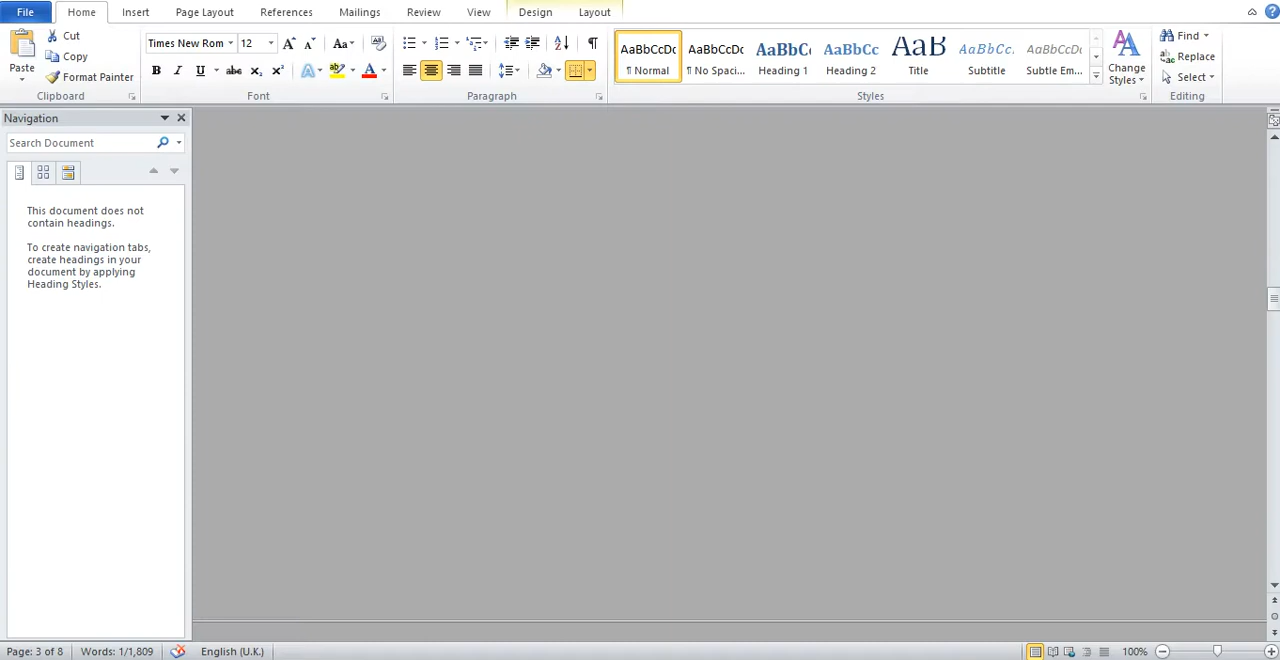 File Home Insert Page Layout References Mailings Review View Design Layout
Paste Cut Copy Format Painter
Clipboard
Times New Rom 12 Aa
B I U abc x₂ x² A A
Font
Paragraph
AaBbCcDc AaBbCcDc AaBbC( AaBbCc AaB AaBbCc. AaBbCcDc
¶ Normal ¶ No Spaci... Heading 1 Heading 2 Title Subtitle Subtle Em...
Styles
Change Styles
Find
Replace
Select
Editing
Navigation
Search Document
This document does not
contain headings.
To create navigation tabs,
create headings in your
document by applying
Heading Styles.
Page: 3 of 8 Words: 1/1,809 English (U.K.) 100%